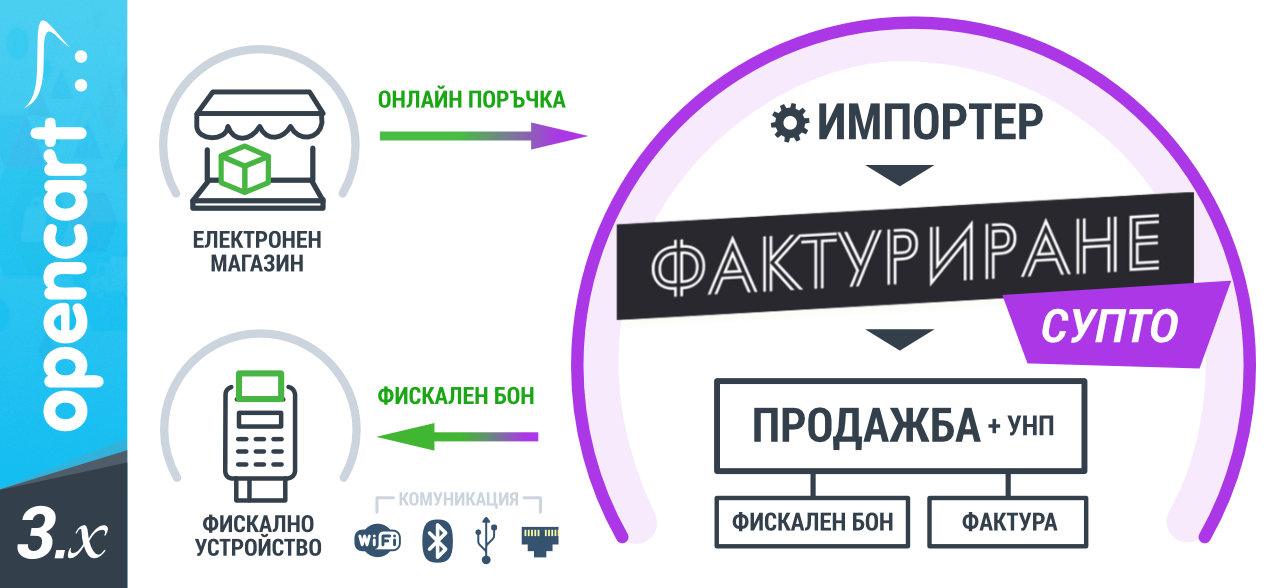 opencart
3.x
ЕЛЕКТРОНЕН
МАГАЗИН
ОНЛАЙН ПОРЪЧКА
ИМПОРТЕР
ФАКТУРИРАНЕ
СУПТО
ПРОДАЖБА + УНП
ФИСКАЛЕН БОН
ФАКТУРА
ФИСКАЛЕН БОН
ФИСКАЛНО
УСТРОЙСТВО
КОМУНИКАЦИЯ
WiFi